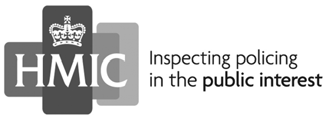 HMIC
Inspecting policing
in the public interest